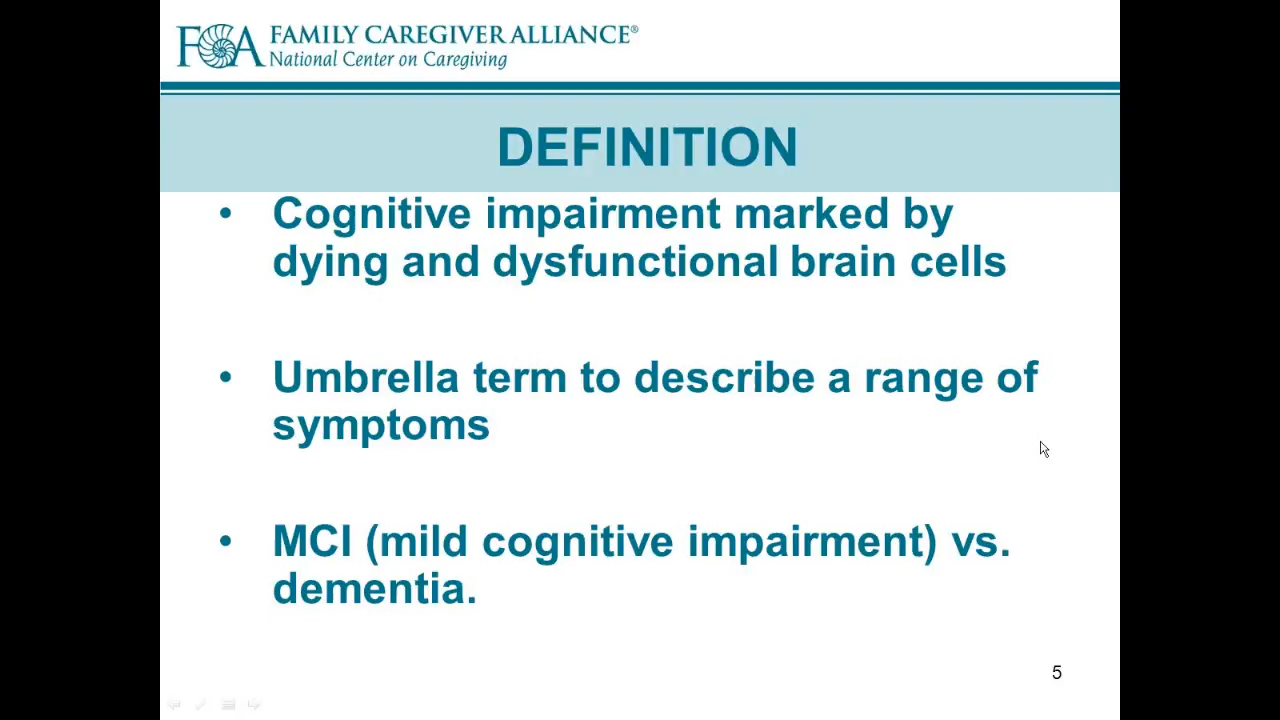 FCA FAMILY CAREGIVER ALLIANCE®
National Center on Caregiving
DEFINITION
• Cognitive impairment marked by
dying and dysfunctional brain cells
• Umbrella term to describe a range of
symptoms
• MCI (mild cognitive impairment) vs.
dementia.
5